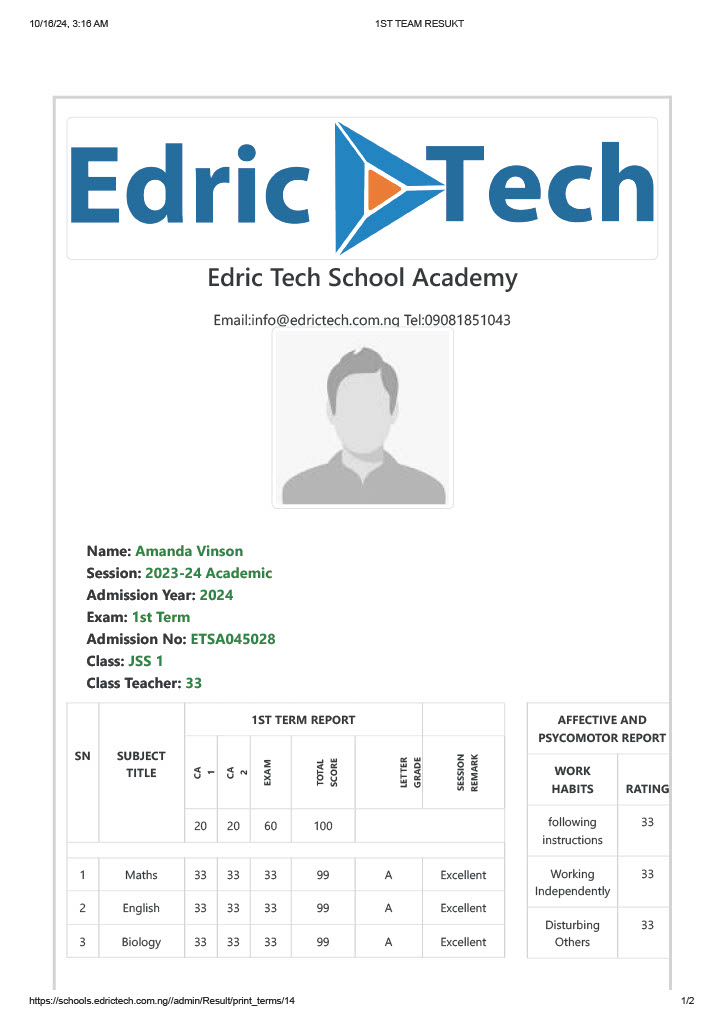 10/16/24, 3:16 AM 1ST TEAM RESUKT
Edric Tech
Edric Tech School Academy
Email:info@edrictech.com.ng Tel:09081851043
Name: Amanda Vinson
Session: 2023-24 Academic
Admission Year: 2024
Exam: 1st Term
Admission No: ETSA045028
Class: JSS 1
Class Teacher: 33
SN SUBJECT TITLE 1ST TERM REPORT
CA 1 CA 2 EXAM TOTAL SCORE LETTER GRADE SESSION REMARK
20 20 60 100
1 Maths 33 33 33 99 A Excellent
2 English 33 33 33 99 A Excellent
3 Biology 33 33 33 99 A Excellent
AFFECTIVE AND
PSYCOMOTOR REPORT
WORK HABITS RATING
following instructions 33
Working Independently 33
Disturbing Others 33
https://schools.edrictech.com.ng//admin/Result/print_terms/14 1/2